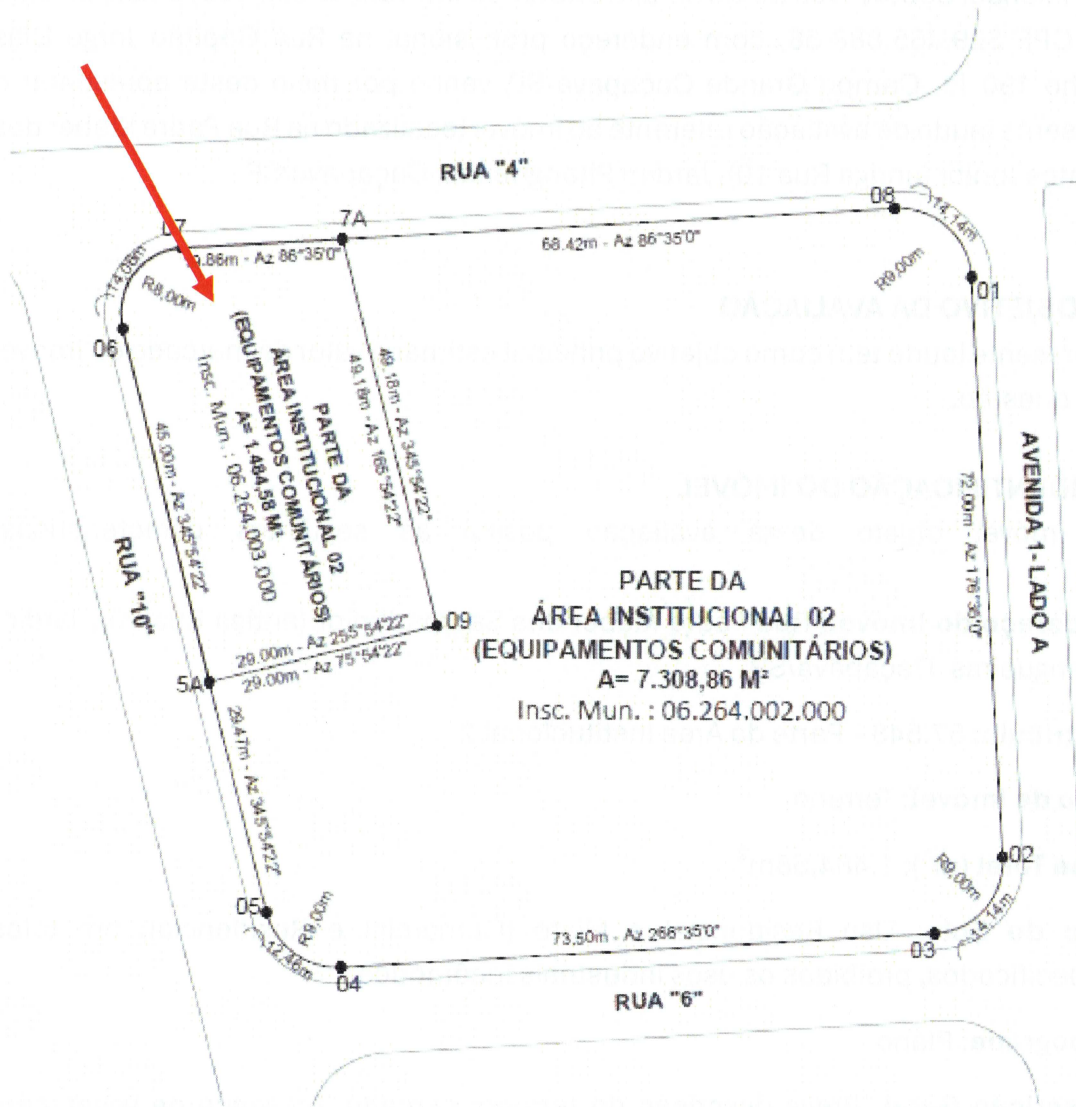 RUA "4"
07
7A
08
14.14m
19.86m - Az 86°35'0"
68.42m - Az 86°35'0"
14.08m
R8,00m
R9,00m
01
06
PARTE DA
ÁREA INSTITUCIONAL 02
(EQUIPAMENTOS COMUNITÁRIOS)
A= 1.484,58 M²
Insc. Mun. : 06.264.003.000
49.18m - Az 345°54'22"
49.18m - Az 165°54'22"
45.00m - Az 345°54'22"
RUA "10"
72.00m - Az 176°35'0"
AVENIDA 1- LADO A
29.00m - Az 255°54'22"
29.00m - Az 75°54'22"
09
5A
PARTE DA
ÁREA INSTITUCIONAL 02
(EQUIPAMENTOS COMUNITÁRIOS)
A= 7.308,86 M²
Insc. Mun. : 06.264.002.000
29.47m - Az 345°54'22"
02
R9,00m
14.14m
05
R9,00m
12.46m
04
73.50m - Az 266°35'0"
03
RUA "6"